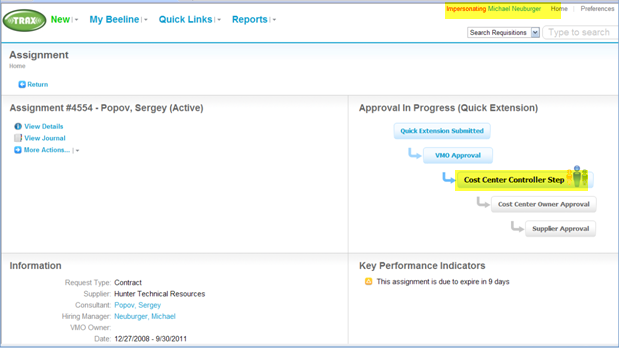 Impersonating Michael Neuburger Home Preferences
TRAX New My Beeline Quick Links Reports
Search Requisitions Type to search
Assignment
Home
Return
Assignment #4554 - Popov, Sergey (Active)
View Details
View Journal
More Actions...
Approval In Progress (Quick Extension)
Quick Extension Submitted
VMO Approval
Cost Center Controller Step
Cost Center Owner Approval
Supplier Approval
Information
Request Type: Contract
Supplier: Hunter Technical Resources
Consultant: Popov, Sergey
Hiring Manager: Neuburger, Michael
VMO Owner:
Date: 12/27/2008 - 9/30/2011
Key Performance Indicators
This assignment is due to expire in 9 days